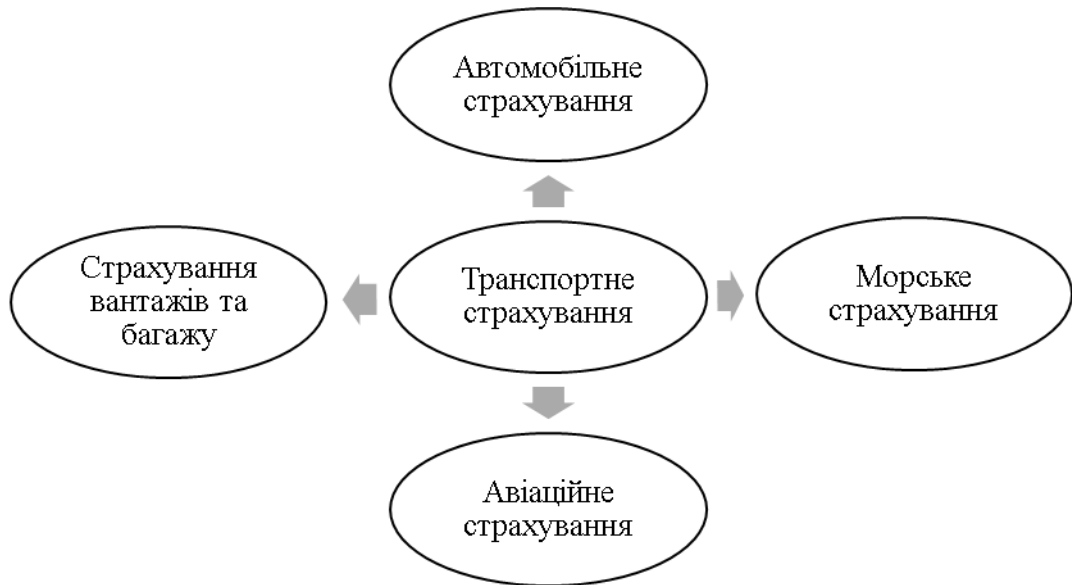 Автомобільне
страхування
Страхування
вантажів та
багажу
Транспортне
страхування
Морське
страхування
Авіаційне
страхування